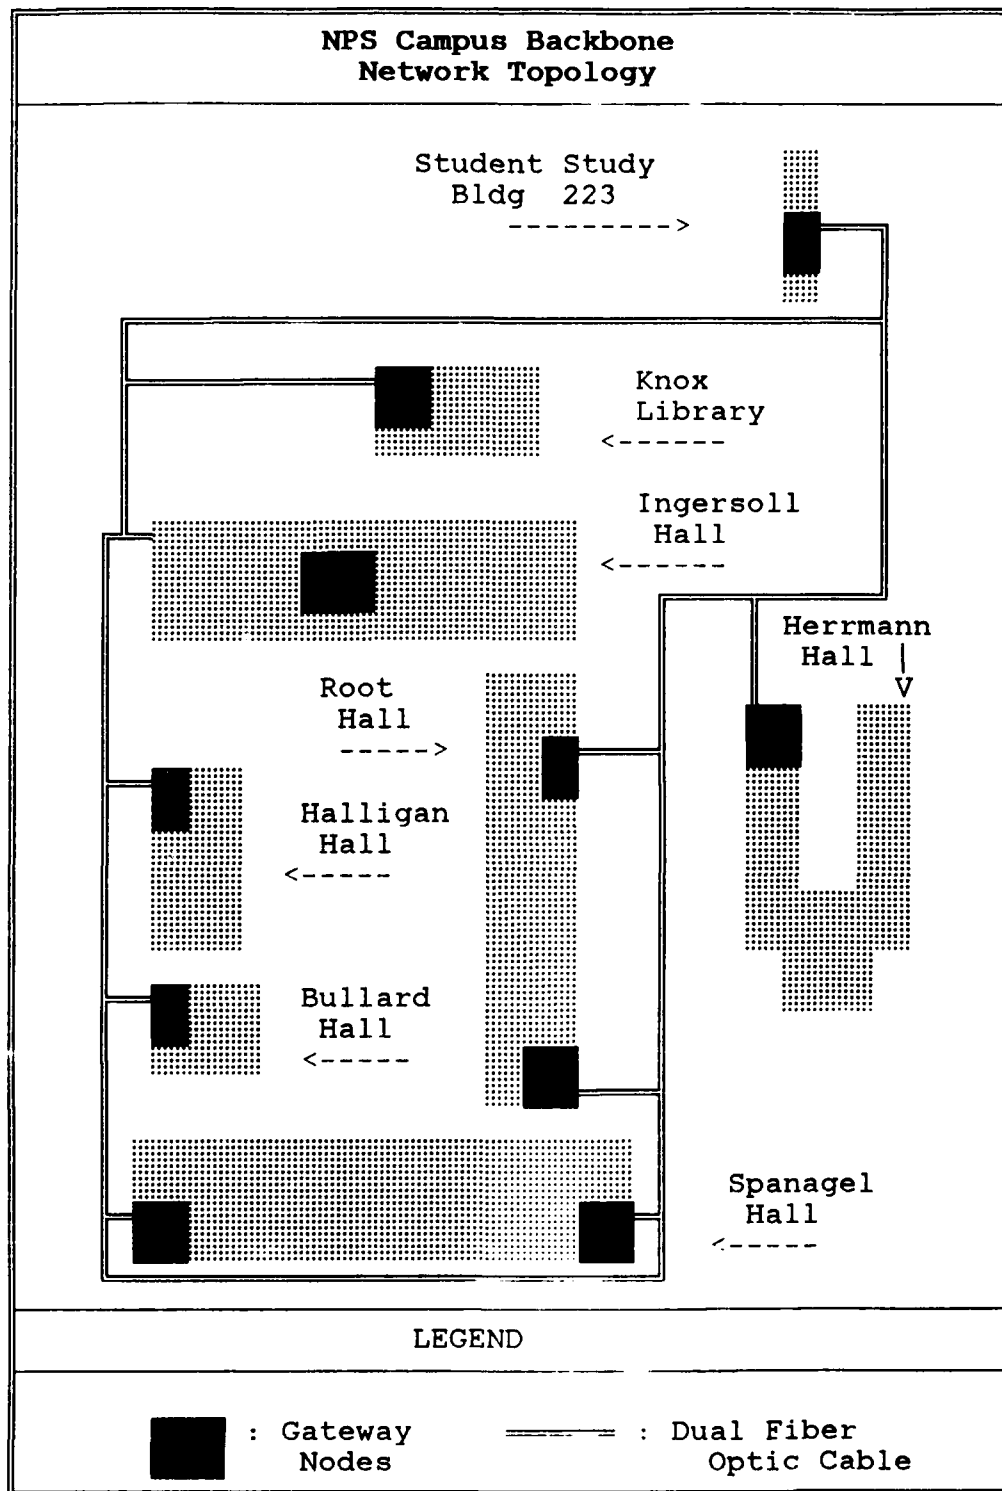 NPS Campus Backbone
Network Topology
Student Study
Bldg 223
--------->
Knox
Library
<------
Ingersoll
Hall
<------
Herrmann
Hall |
V
Root
Hall
----->
Halligan
Hall
<-----
Bullard
Hall
<-----
Spanagel
Hall
<-----
LEGEND
: Gateway
Nodes
: Dual Fiber
Optic Cable